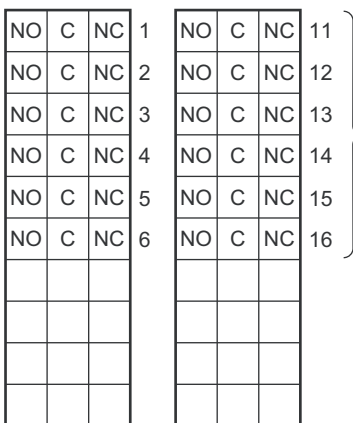 NO C NC 1 NO C NC 11
NO C NC 2 NO C NC 12
NO C NC 3 NO C NC 13
NO C NC 4 NO C NC 14
NO C NC 5 NO C NC 15
NO C NC 6 NO C NC 16